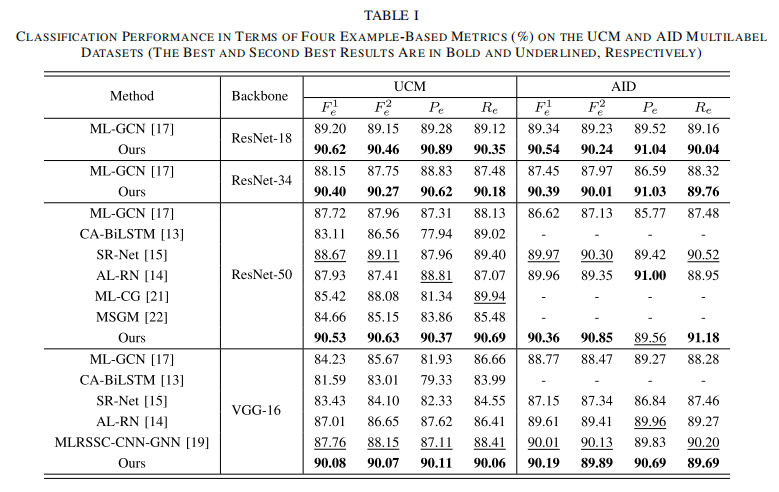 TABLE I
CLASSIFICATION PERFORMANCE IN TERMS OF FOUR EXAMPLE-BASED METRICS (%) ON THE UCM AND AID MULTILABEL
DATASETS (THE BEST AND SECOND BEST RESULTS ARE IN BOLD AND UNDERLINED, RESPECTIVELY)
Method Backbone UCM AID
F_e^1 F_e^2 P_e R_e F_e^1 F_e^2 P_e R_e
ML-GCN [17] ResNet-18 89.20 89.15 89.28 89.12 89.34 89.23 89.52 89.16
Ours 90.62 90.46 90.89 90.35 90.54 90.24 91.04 90.04
ML-GCN [17] ResNet-34 88.15 87.75 88.83 87.48 87.45 87.97 86.59 88.32
Ours 90.40 90.27 90.62 90.18 90.39 90.01 91.03 89.76
ML-GCN [17] 87.72 87.96 87.31 88.13 86.62 87.13 85.77 87.48
CA-BiLSTM [13] 83.11 86.56 77.94 89.02 - - - -
SR-Net [15] 88.67 89.11 87.96 89.40 89.97 90.30 89.42 90.52
AL-RN [14] ResNet-50 87.93 87.41 88.81 87.07 89.96 89.35 91.00 88.95
ML-CG [21] 85.42 88.08 81.34 89.94 - - - -
MSGM [22] 84.66 85.15 83.86 85.48 - - - -
Ours 90.53 90.63 90.37 90.69 90.36 90.85 89.56 91.18
ML-GCN [17] 84.23 85.67 81.93 86.66 88.77 88.47 89.27 88.28
CA-BiLSTM [13] 81.59 83.01 79.33 83.99 - - - -
SR-Net [15] VGG-16 83.43 84.10 82.33 84.55 87.15 87.34 86.84 87.46
AL-RN [14] 87.01 86.65 87.62 86.41 89.61 89.41 89.96 89.27
MLRSSC-CNN-GNN [19] 87.76 88.15 87.11 88.41 90.01 90.13 89.83 90.20
Ours 90.08 90.07 90.11 90.06 90.19 89.89 90.69 89.69